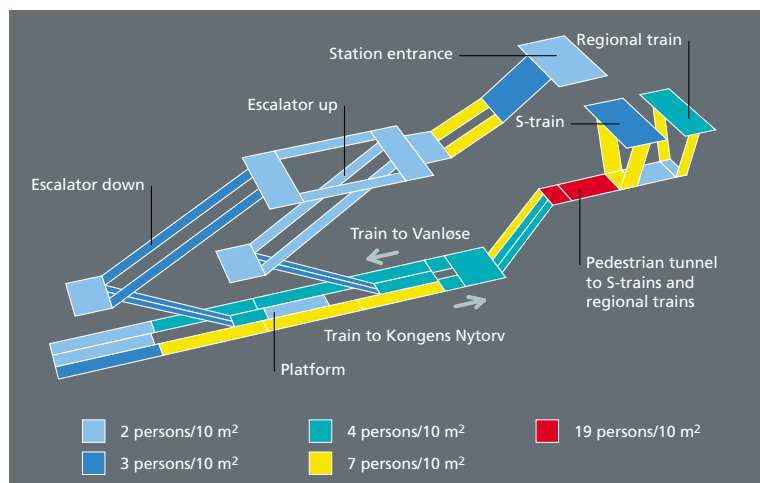 Regional train
Station entrance
Escalator up
S-train
Escalator down
Train to Vanløse
Pedestrian tunnel
to S-trains and
regional trains
Train to Kongens Nytorv
Platform
2 persons/10 m²
4 persons/10 m²
19 persons/10 m²
3 persons/10 m²
7 persons/10 m²